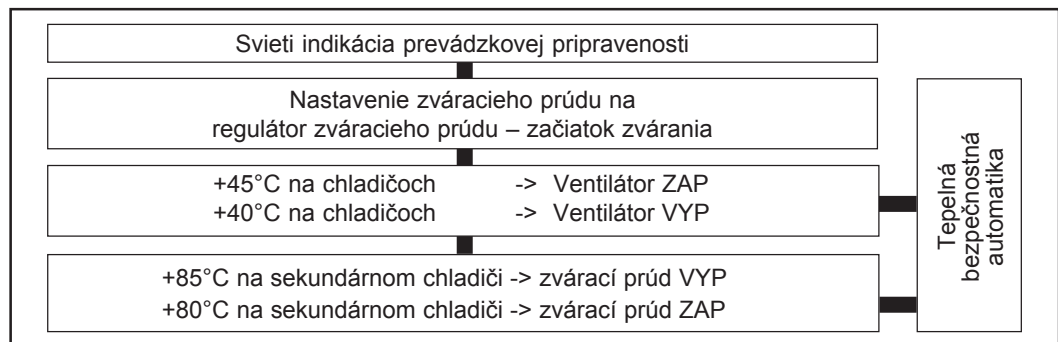 Svieti indikácia prevádzkovej pripravenosti
Nastavenie zváracieho prúdu na
regulátor zváracieho prúdu – začiatok zvárania
+45°C na chladičoch -> Ventilátor ZAP
+40°C na chladičoch -> Ventilátor VYP
+85°C na sekundárnom chladiči -> zvárací prúd VYP
+80°C na sekundárnom chladiči -> zvárací prúd ZAP
Tepelná
bezpečnostná
automatika